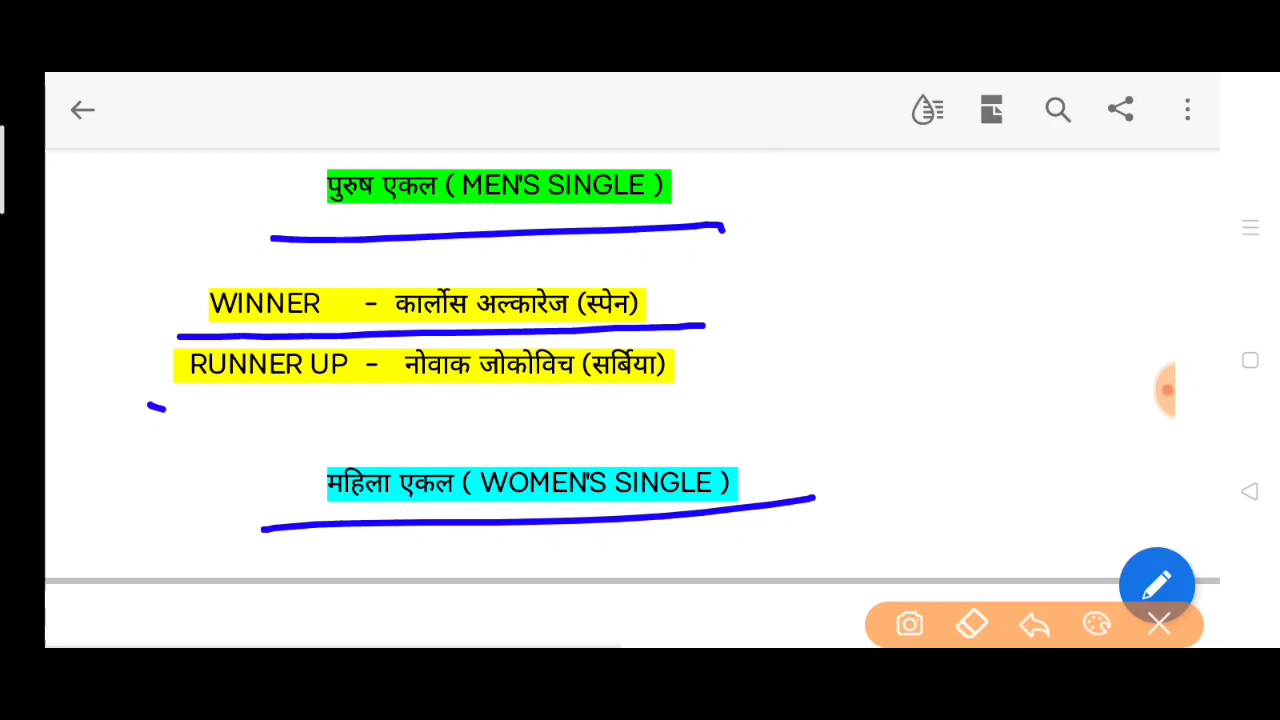 पुरुष एकल ( MEN'S SINGLE )
WINNER - कार्लोस अल्कारेज (स्पेन)
RUNNER UP - नोवाक जोकोविच (सर्बिया)
महिला एकल ( WOMEN'S SINGLE )